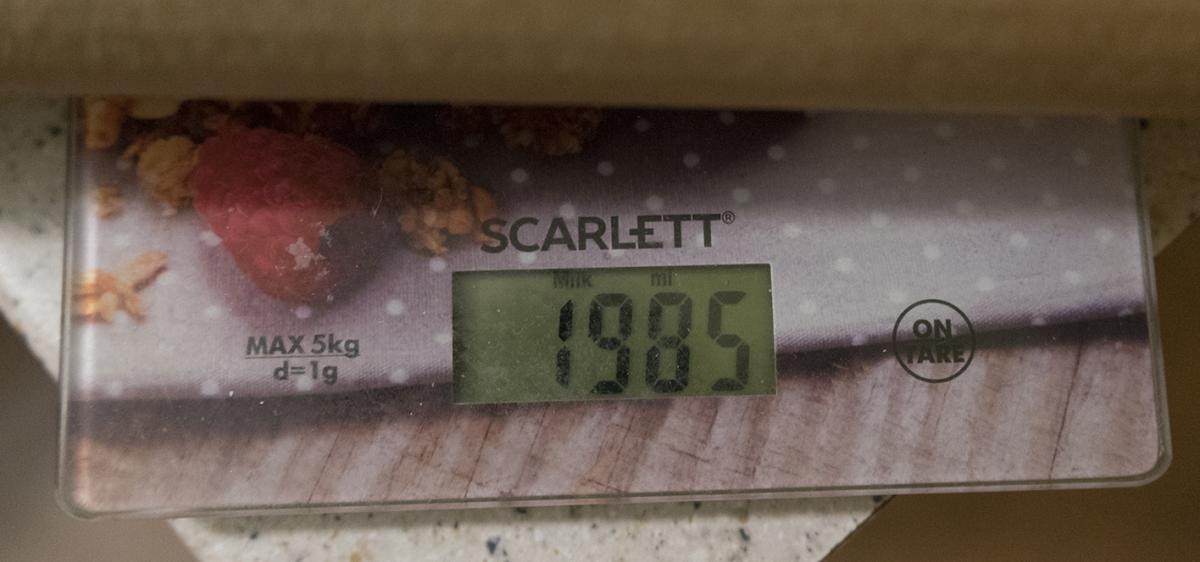 SCARLETT®
Milk ml
1985
MAX 5kg
d=1g
ON
TARE